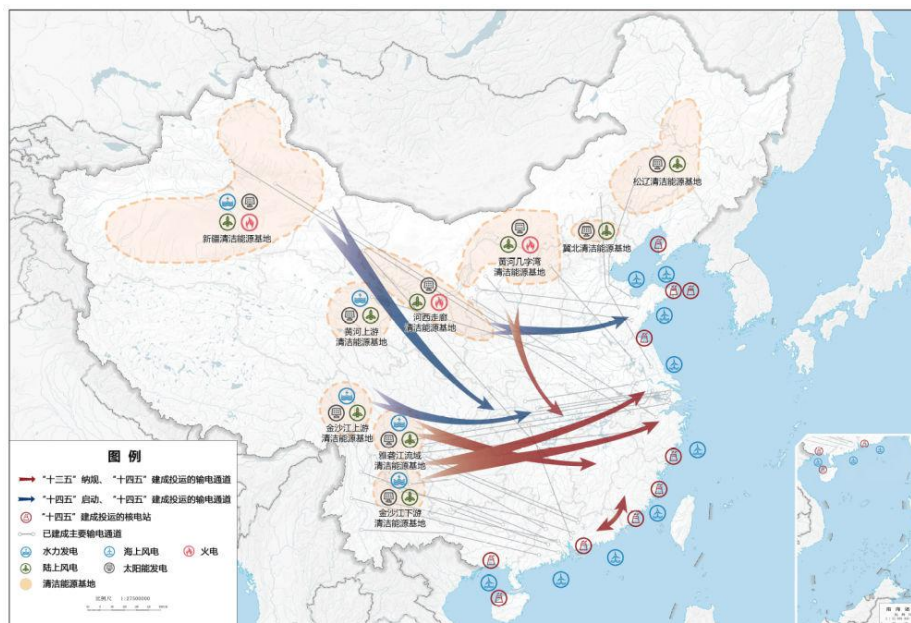 松辽清洁能源基地
新疆清洁能源基地
黄河几字湾
清洁能源基地
冀北清洁能源基地
黄河上游
清洁能源基地
河西走廊
清洁能源基地
金沙江上游
清洁能源基地
雅砻江流域
清洁能源基地
金沙江下游
清洁能源基地
图 例
“十三五”纳规、“十四五”建成投运的输电通道
“十四五”启动、“十四五”建成投运的输电通道
“十四五”建成投运的核电站
已建成主要输电通道
水力发电 海上风电 火电
陆上风电 太阳能发电
清洁能源基地